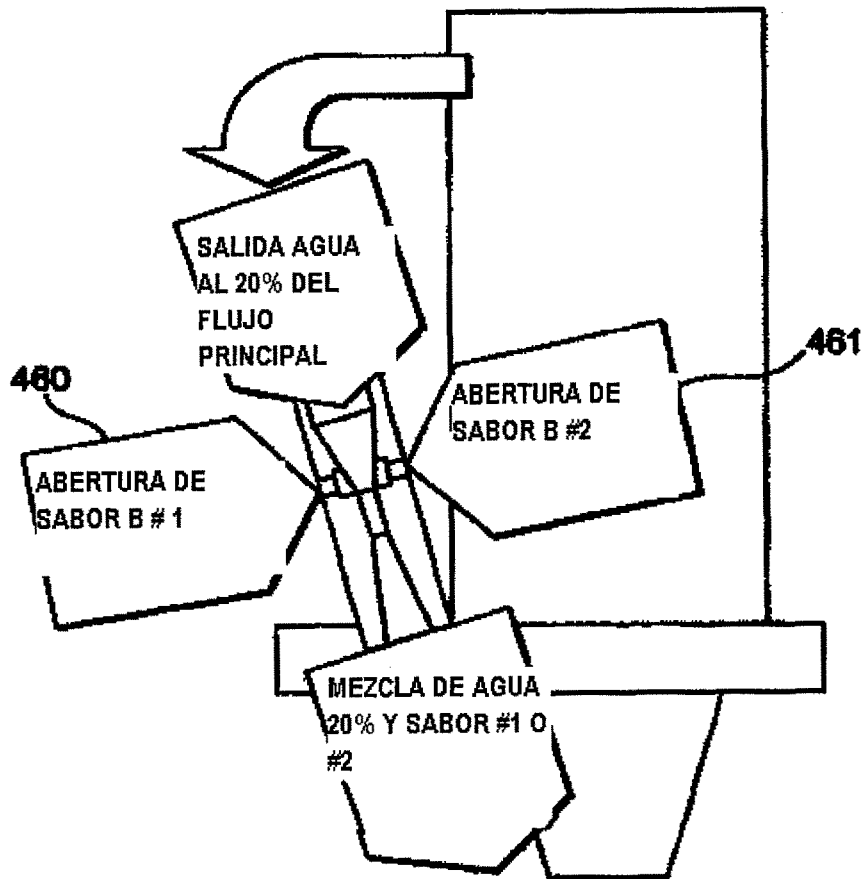 SALIDA AGUA
AL 20% DEL
FLUJO
PRINCIPAL
460
461
ABERTURA DE
SABOR B #2
ABERTURA DE
SABOR B # 1
MEZCLA DE AGUA
20% Y SABOR #1 O
#2